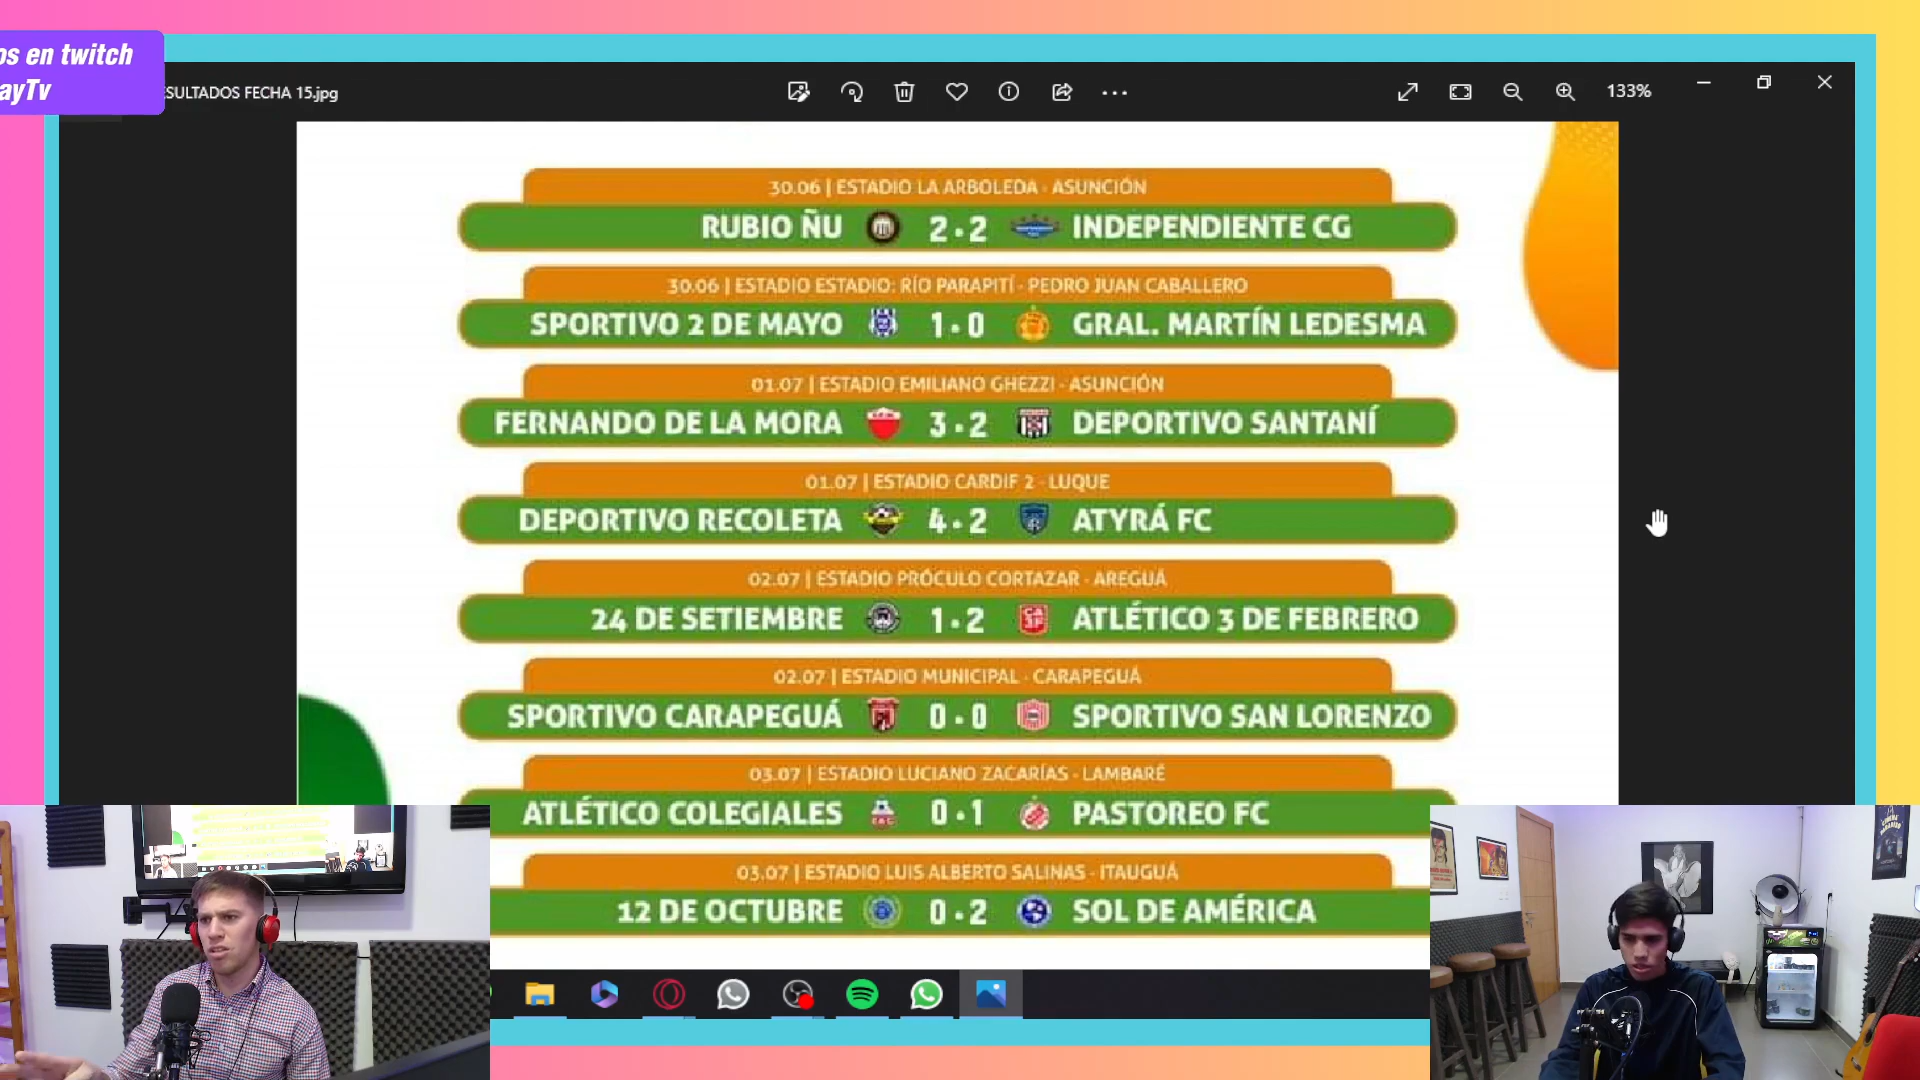 os en twitch
ayTv
SULTADOS FECHA 15.jpg
133%
30.06 | ESTADIO LA ARBOLEDA - ASUNCIÓN
RUBIO ÑU 2 - 2 INDEPENDIENTE CG
30.06 | ESTADIO ESTADIO: RÍO PARAPITÍ - PEDRO JUAN CABALLERO
SPORTIVO 2 DE MAYO 1 - 0 GRAL. MARTÍN LEDESMA
01.07 | ESTADIO EMILIANO GHEZZI - ASUNCIÓN
FERNANDO DE LA MORA 3 - 2 DEPORTIVO SANTANÍ
01.07 | ESTADIO CARDIF 2 - LUQUE
DEPORTIVO RECOLETA 4 - 2 ATYRÁ FC
02.07 | ESTADIO PRÓCULO CORTAZAR - AREGUÁ
24 DE SETIEMBRE 1 - 2 ATLÉTICO 3 DE FEBRERO
02.07 | ESTADIO MUNICIPAL - CARAPEGUÁ
SPORTIVO CARAPEGUÁ 0 - 0 SPORTIVO SAN LORENZO
03.07 | ESTADIO LUCIANO ZACARÍAS - LAMBARÉ
ATLÉTICO COLEGIALES 0 - 1 PASTOREO FC
03.07 | ESTADIO LUIS ALBERTO SALINAS - ITAUGUÁ
12 DE OCTUBRE 0 - 2 SOL DE AMÉRICA